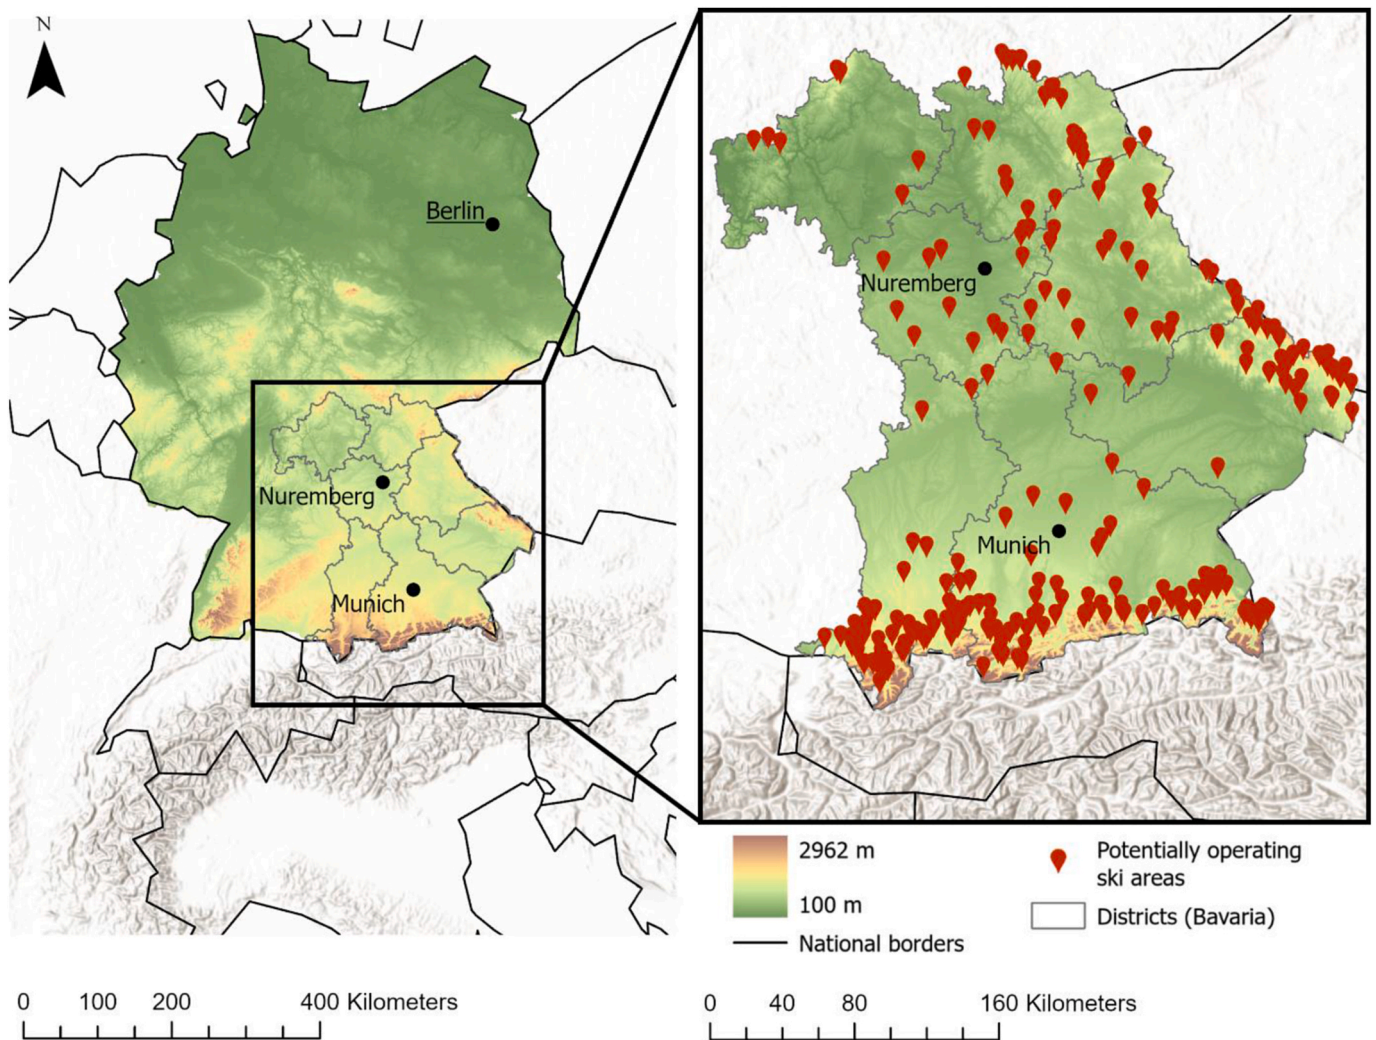 N
Berlin
Nuremberg
Munich
Nuremberg
Munich
2962 m
100 m
National borders
Potentially operating
ski areas
Districts (Bavaria)
0 100 200 400 Kilometers
0 40 80 160 Kilometers